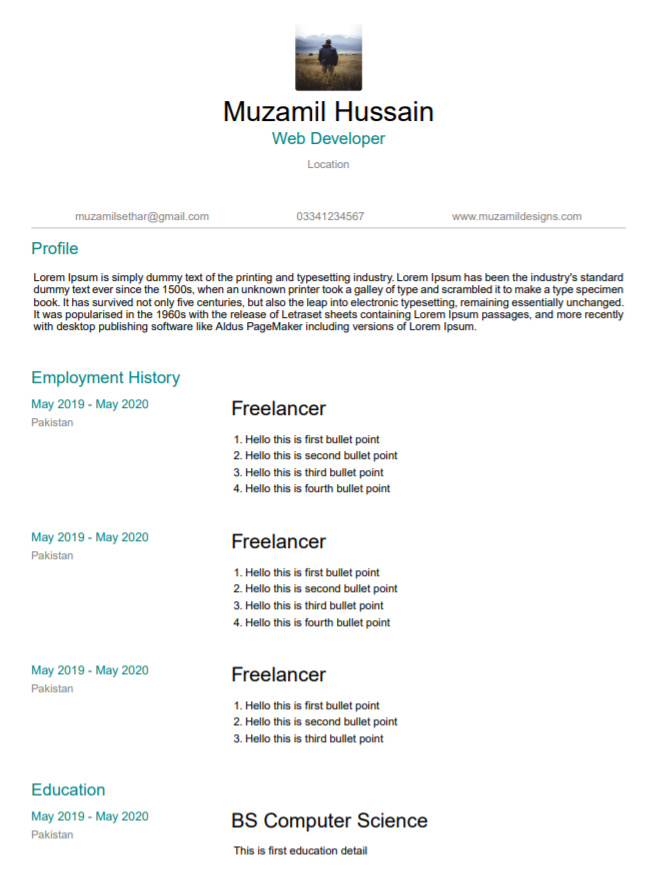 Muzamil Hussain
Web Developer
Location
muzamilsethar@gmail.com 03341234567 www.muzamildesigns.com
Profile
Lorem Ipsum is simply dummy text of the printing and typesetting industry. Lorem Ipsum has been the industry's standard
dummy text ever since the 1500s, when an unknown printer took a galley of type and scrambled it to make a type specimen
book. It has survived not only five centuries, but also the leap into electronic typesetting, remaining essentially unchanged.
It was popularised in the 1960s with the release of Letraset sheets containing Lorem Ipsum passages, and more recently
with desktop publishing software like Aldus PageMaker including versions of Lorem Ipsum.
Employment History
May 2019 - May 2020
Pakistan
Freelancer
1. Hello this is first bullet point
2. Hello this is second bullet point
3. Hello this is third bullet point
4. Hello this is fourth bullet point
May 2019 - May 2020
Pakistan
Freelancer
1. Hello this is first bullet point
2. Hello this is second bullet point
3. Hello this is third bullet point
4. Hello this is fourth bullet point
May 2019 - May 2020
Pakistan
Freelancer
1. Hello this is first bullet point
2. Hello this is second bullet point
3. Hello this is third bullet point
Education
May 2019 - May 2020
Pakistan
BS Computer Science
This is first education detail